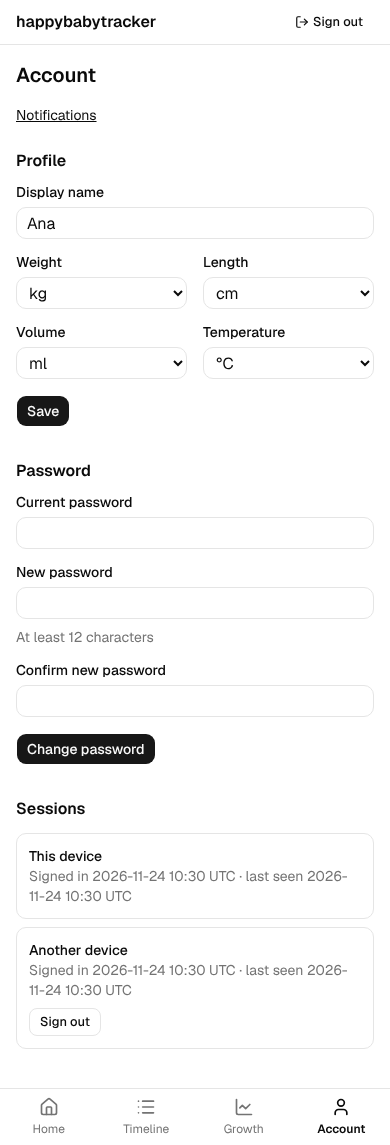 happybabytracker
Sign out
Account
Notifications
Profile
Display name
Ana
Weight
Length
kg
cm
Volume
Temperature
ml
°C
Save
Password
Current password
New password
At least 12 characters
Confirm new password
Change password
Sessions
This device
Signed in 2026-11-24 10:30 UTC · last seen 2026-
11-24 10:30 UTC
Another device
Signed in 2026-11-24 10:30 UTC · last seen 2026-
11-24 10:30 UTC
Sign out
Home
Timeline
Growth
Account